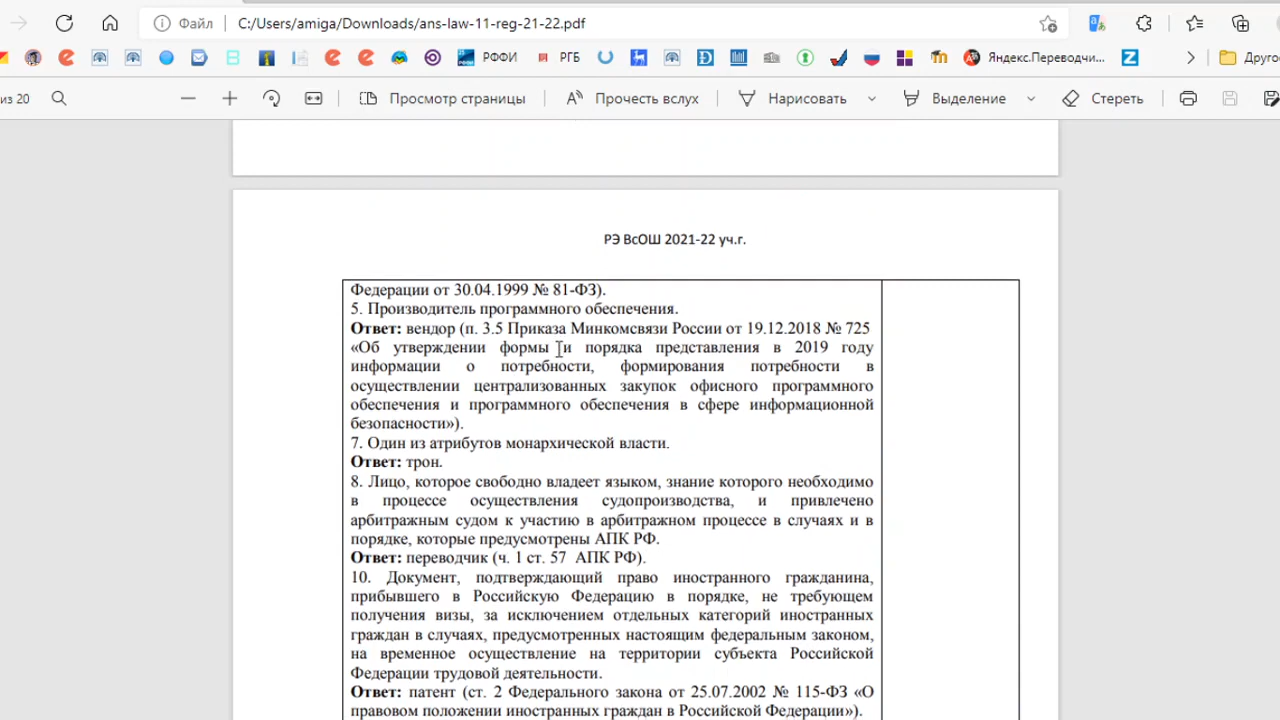 Файл
C:/Users/amiga/Downloads/ans-law-11-reg-21-22.pdf
РФФИ
РГБ
Яндекс.Переводчи...
Друго
из 20
Просмотр страницы
Прочесть вслух
Нарисовать
Выделение
Стереть
РЭ ВсОШ 2021-22 уч.г.
Федерации от 30.04.1999 № 81-ФЗ).
5. Производитель программного обеспечения.
Ответ: вендор (п. 3.5 Приказа Минкомсвязи России от 19.12.2018 № 725
«Об утверждении формы и порядка представления в 2019 году
информации о потребности, формирования потребности в
осуществлении централизованных закупок офисного программного
обеспечения и программного обеспечения в сфере информационной
безопасности»).
7. Один из атрибутов монархической власти.
Ответ: трон.
8. Лицо, которое свободно владеет языком, знание которого необходимо
в процессе осуществления судопроизводства, и привлечено
арбитражным судом к участию в арбитражном процессе в случаях и в
порядке, которые предусмотрены АПК РФ.
Ответ: переводчик (ч. 1 ст. 57 АПК РФ).
10. Документ, подтверждающий право иностранного гражданина,
прибывшего в Российскую Федерацию в порядке, не требующем
получения визы, за исключением отдельных категорий иностранных
граждан в случаях, предусмотренных настоящим федеральным законом,
на временное осуществление на территории субъекта Российской
Федерации трудовой деятельности.
Ответ: патент (ст. 2 Федерального закона от 25.07.2002 № 115-ФЗ «О
правовом положении иностранных граждан в Российской Федерации»).